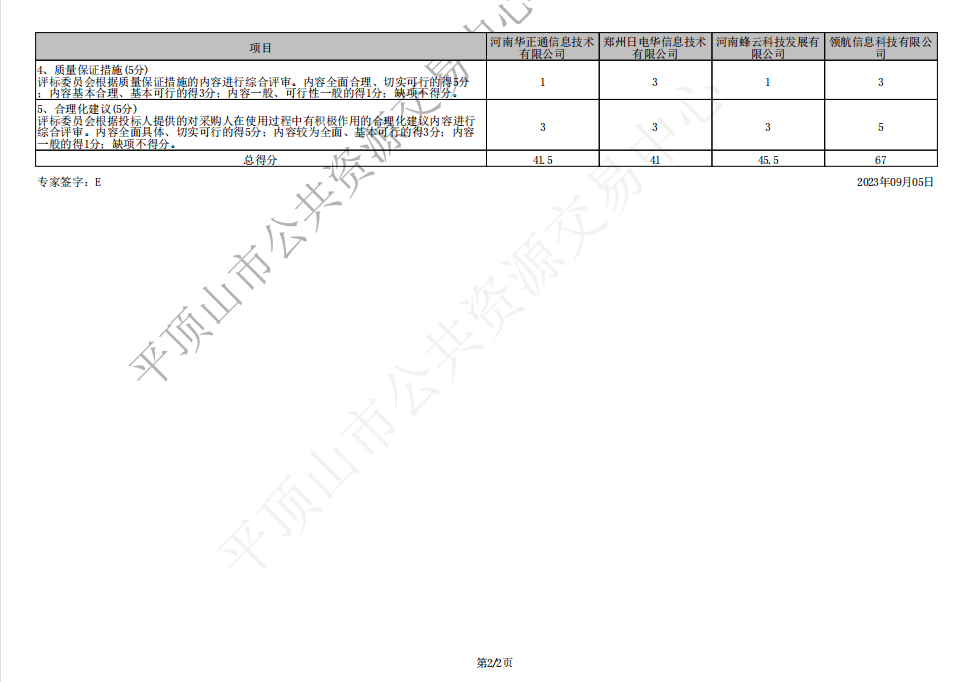 项目
河南华正通信息技术
有限公司
郑州日电华信息技术
有限公司
河南蜂云科技发展有
限公司
领航信息科技有限公
司
4、质量保证措施(5分)
评标委员会根据质量保证措施的内容进行综合评审。内容全面合理、切实可行的得5分
；内容基本合理、基本可行的得3分；内容一般、可行性一般的得1分；缺项不得分。
1
3
1
3
5、合理化建议(5分)
评标委员会根据投标人提供的对采购人在使用过程中有积极作用的合理化建议内容进行
综合评审。内容全面具体、切实可行的得5分；内容较为全面、基本可行的得3分；内容
一般的得1分；缺项不得分。
3
3
3
5
总得分
41.5
41
45.5
67
专家签字：E
2023年09月05日
平顶山市公共资源交易中心
平顶山市公共资源交易中心
第2/2页